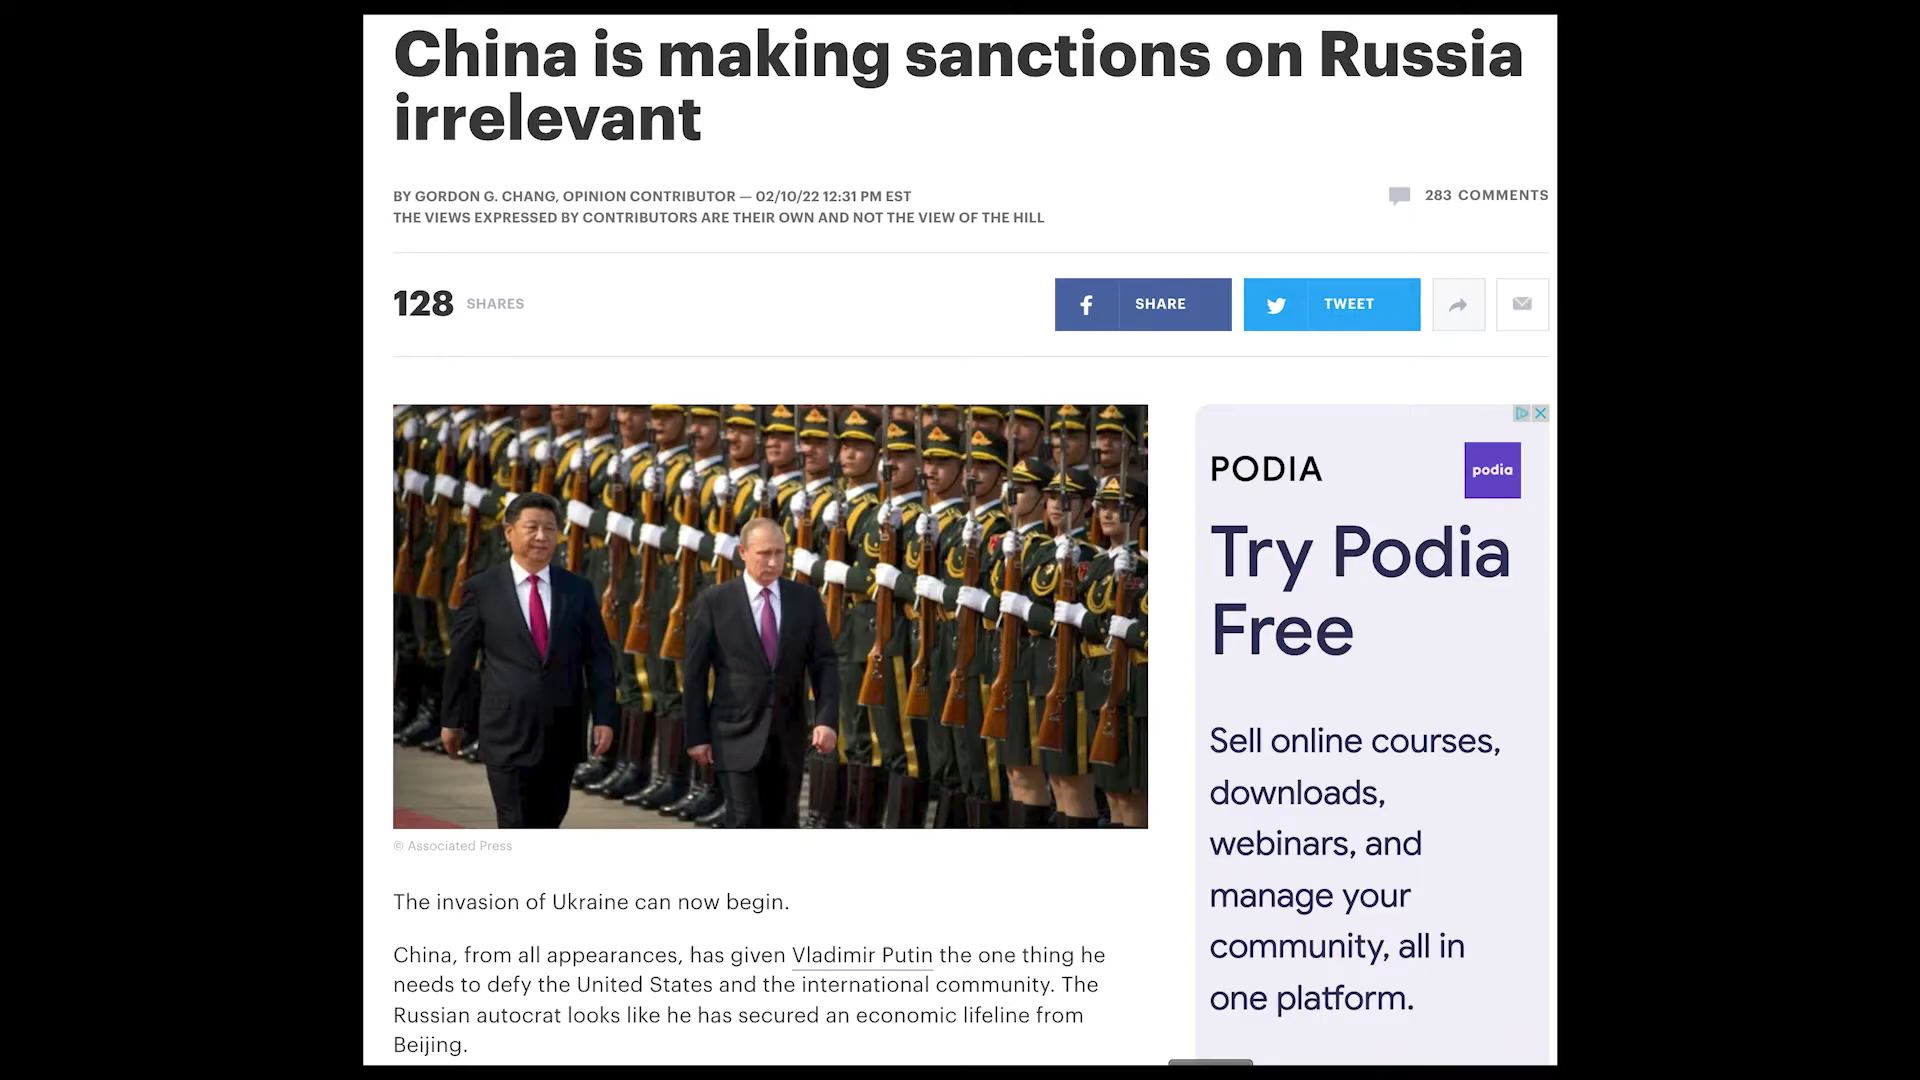 China is making sanctions on Russia
irrelevant
BY GORDON G. CHANG, OPINION CONTRIBUTOR — 02/10/22 12:31 PM EST
THE VIEWS EXPRESSED BY CONTRIBUTORS ARE THEIR OWN AND NOT THE VIEW OF THE HILL
283 COMMENTS
128 SHARES
SHARE
TWEET
© Associated Press
The invasion of Ukraine can now begin.
China, from all appearances, has given Vladimir Putin the one thing he
needs to defy the United States and the international community. The
Russian autocrat looks like he has secured an economic lifeline from
Beijing.
PODIA
podia
Try Podia
Free
Sell online courses,
downloads,
webinars, and
manage your
community, all in
one platform.